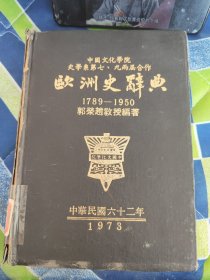 中國文化學院
史學系第七、九兩屆合作
歐洲史辭典
1789—1950
郭榮趙教授編著
中華民國六十二年
1973